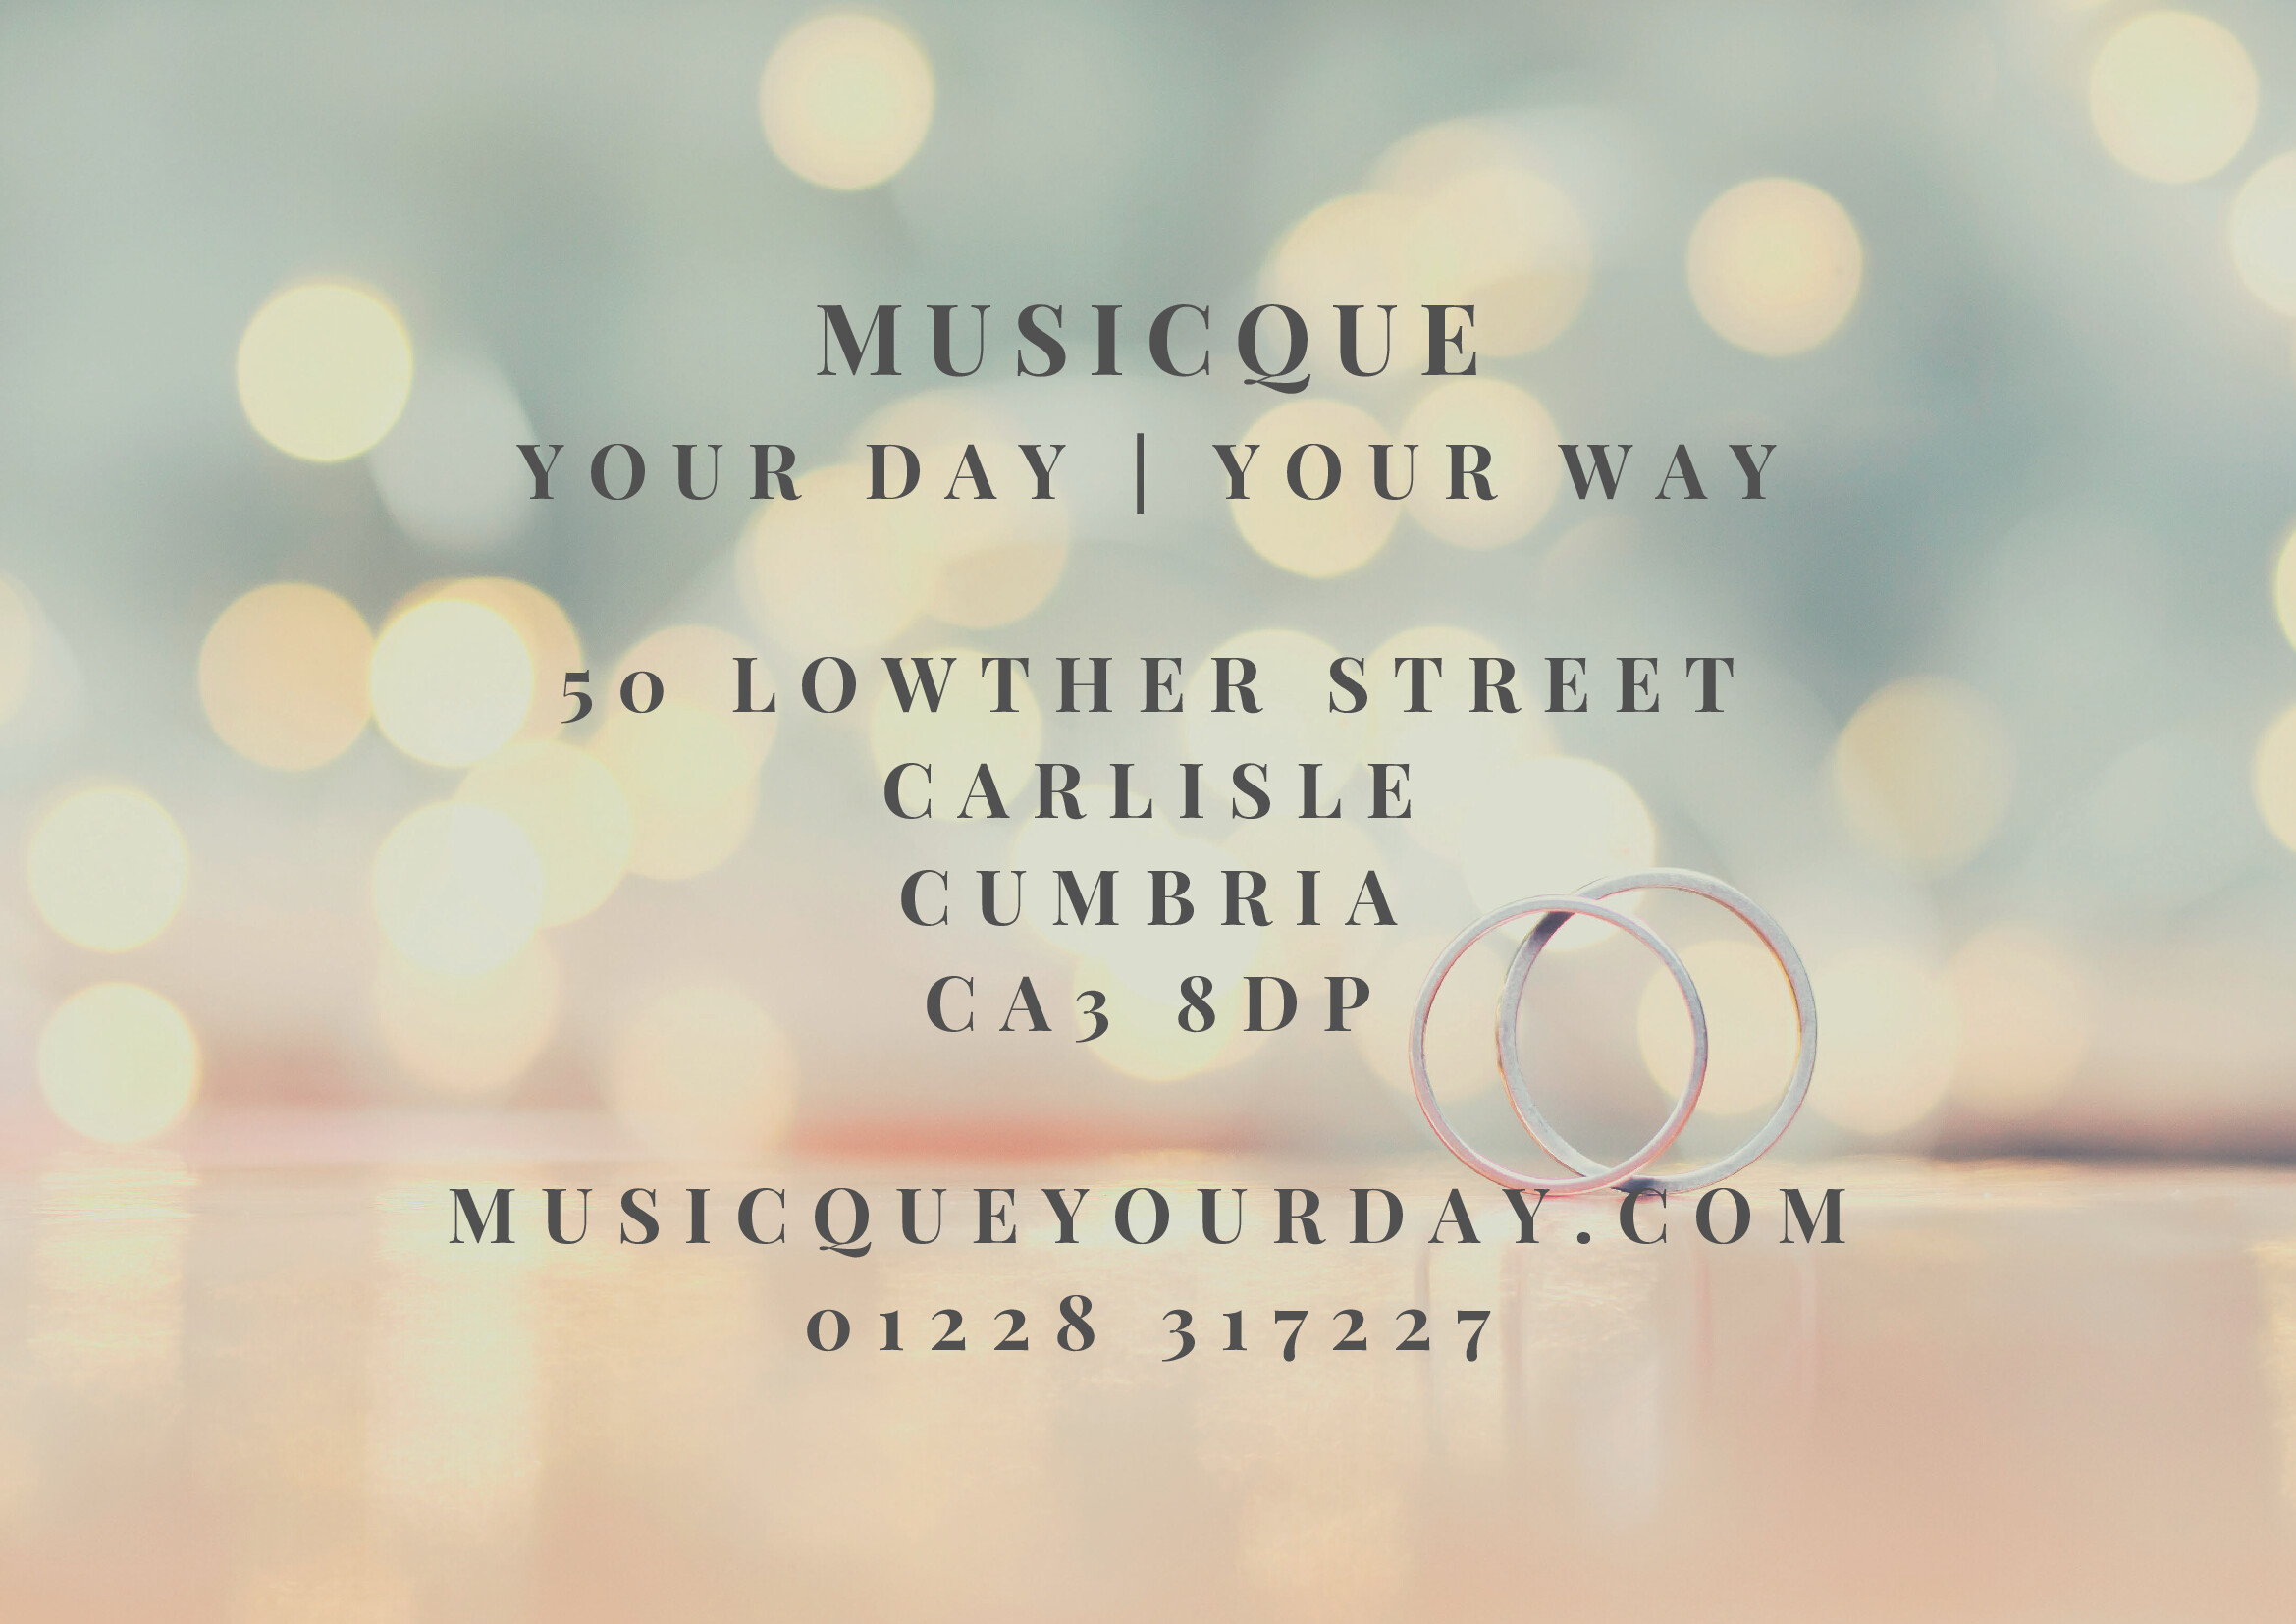 MUSICQUE
YOUR DAY | YOUR WAY
50 LOWTHER STREET
CARLISLE
CUMBRIA
CA3 8DP
MUSICQUEYOURDAY.COM
01228 317227